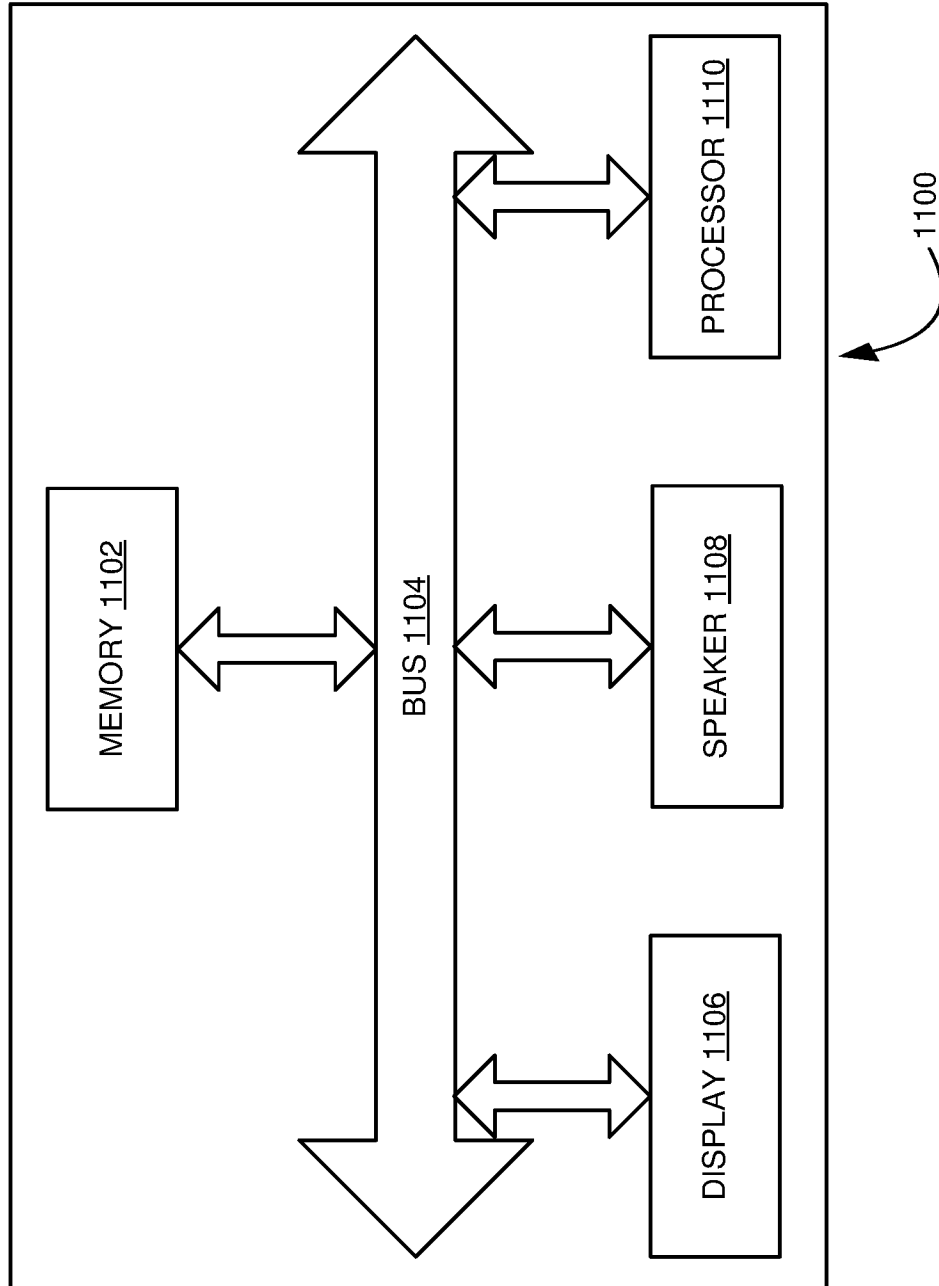 MEMORY 1102
BUS 1104
DISPLAY 1106
SPEAKER 1108
PROCESSOR 1110
1100